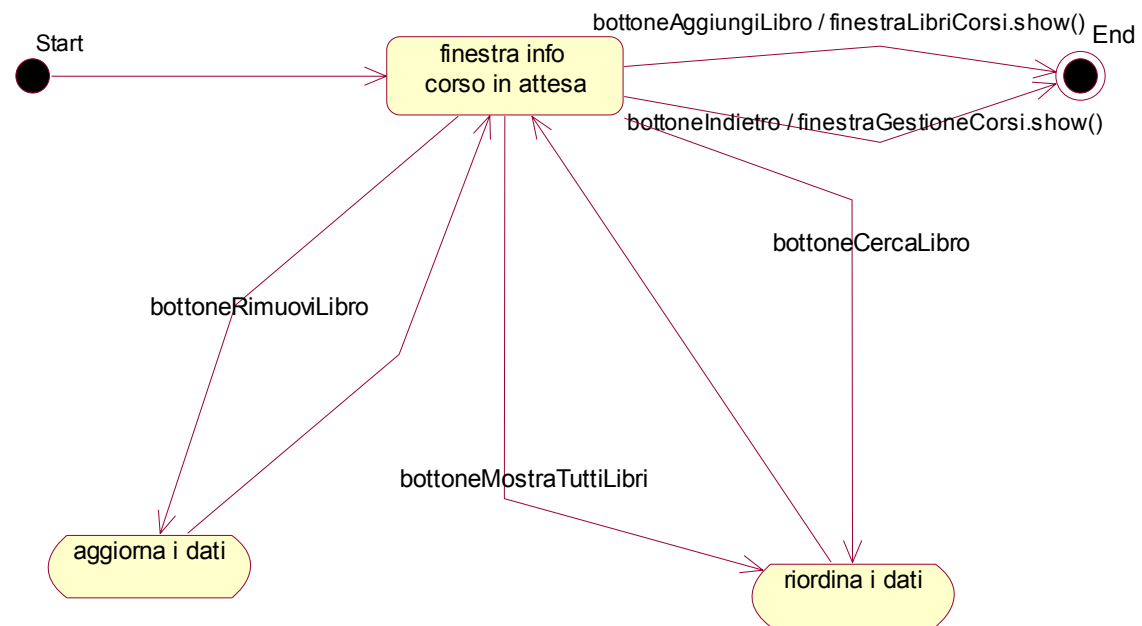 bottoneAggiungiLibro / finestraLibriCorsi.show()
End
Start
finestra info
corso in attesa
bottoneIndietro / finestraGestioneCorsi.show()
bottoneCercaLibro
bottoneRimuoviLibro
bottoneMostraTuttiLibri
aggiorna i dati
riordina i dati